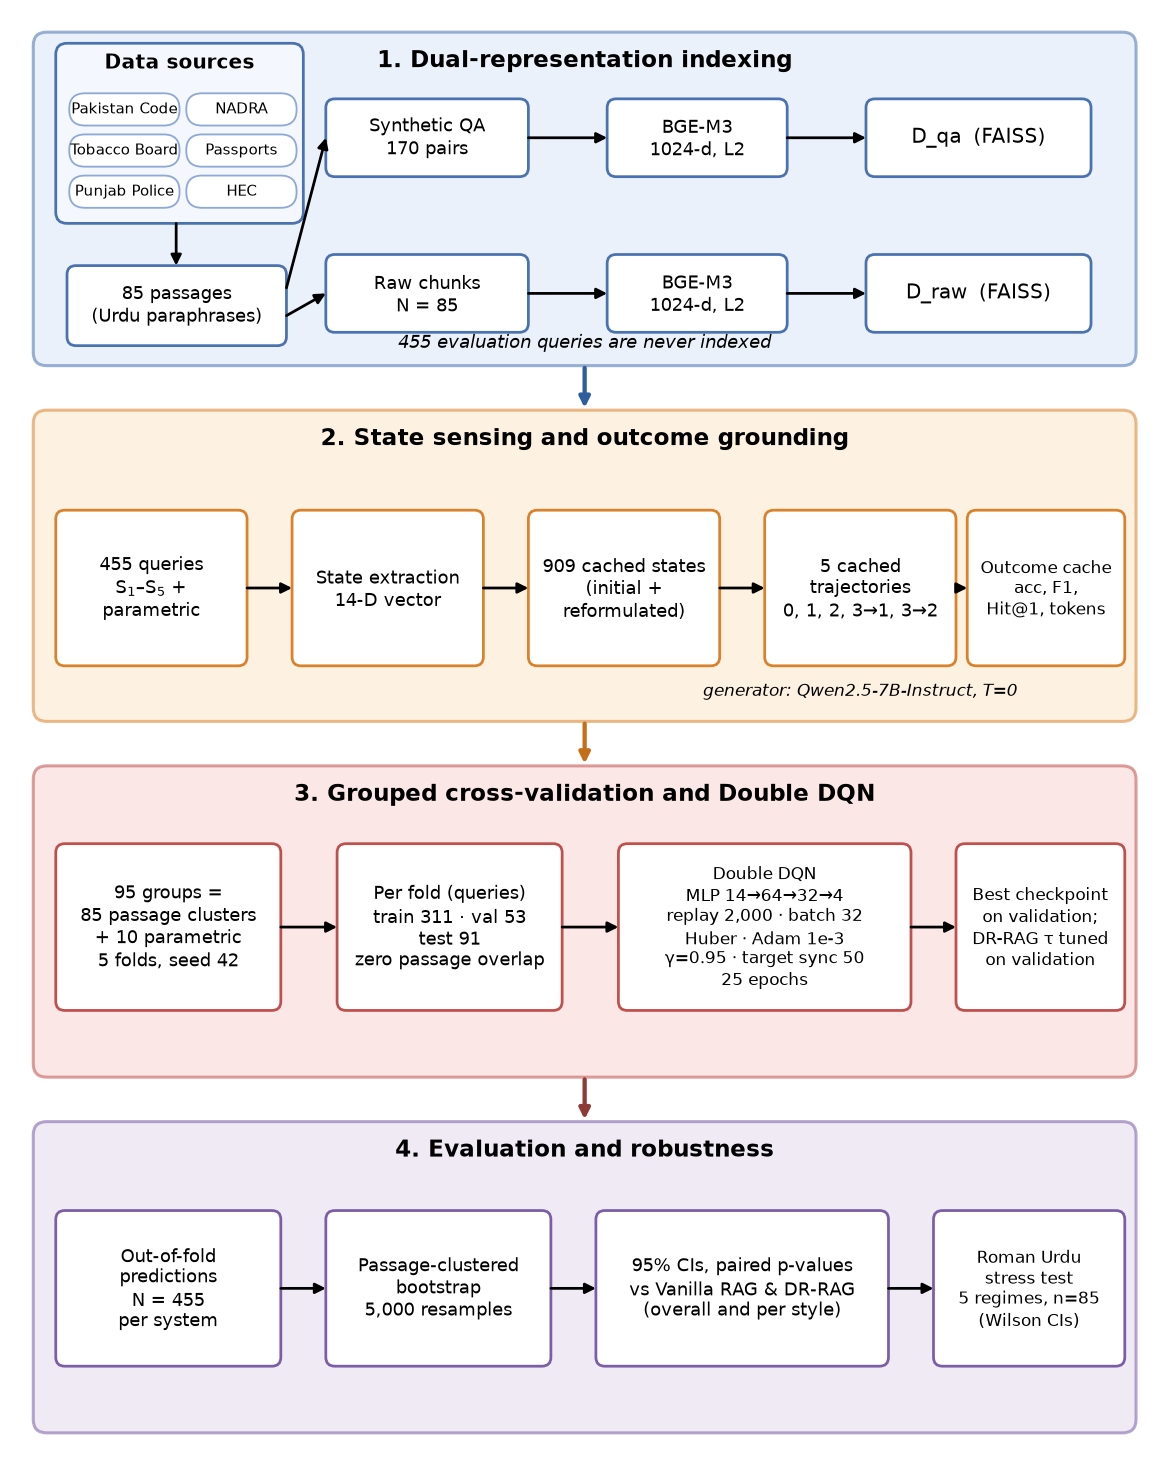 1. Dual-representation indexing
Data sources
Pakistan Code
NADRA
Tobacco Board
Passports
Punjab Police
HEC
85 passages
(Urdu paraphrases)
Synthetic QA
170 pairs
BGE-M3
1024-d, L2
D_qa (FAISS)
Raw chunks
N = 85
BGE-M3
1024-d, L2
D_raw (FAISS)
455 evaluation queries are never indexed
2. State sensing and outcome grounding
455 queries
S₁–S₅ +
parametric
State extraction
14-D vector
909 cached states
(initial +
reformulated)
5 cached
trajectories
0, 1, 2, 3→1, 3→2
Outcome cache
acc, F1,
Hit@1, tokens
generator: Qwen2.5-7B-Instruct, T=0
3. Grouped cross-validation and Double DQN
95 groups =
85 passage clusters
+ 10 parametric
5 folds, seed 42
Per fold (queries)
train 311 · val 53
test 91
zero passage overlap
Double DQN
MLP 14→64→32→4
replay 2,000 · batch 32
Huber · Adam 1e-3
γ=0.95 · target sync 50
25 epochs
Best checkpoint
on validation;
DR-RAG τ tuned
on validation
4. Evaluation and robustness
Out-of-fold
predictions
N = 455
per system
Passage-clustered
bootstrap
5,000 resamples
95% CIs, paired p-values
vs Vanilla RAG & DR-RAG
(overall and per style)
Roman Urdu
stress test
5 regimes, n=85
(Wilson CIs)